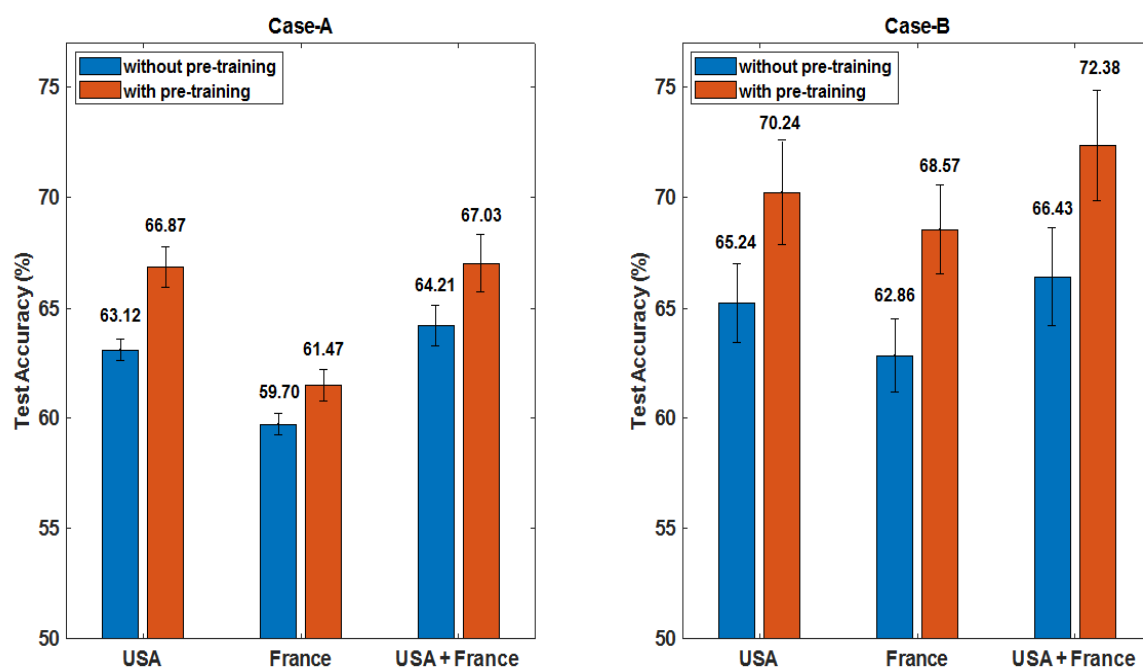 Case-A
without pre-training
with pre-training
75
70
65
60
55
50
Test Accuracy (%)
63.12
66.87
59.70
61.47
64.21
67.03
USA
France
USA + France
Case-B
without pre-training
with pre-training
75
70
65
60
55
50
Test Accuracy (%)
65.24
70.24
62.86
68.57
66.43
72.38
USA
France
USA + France